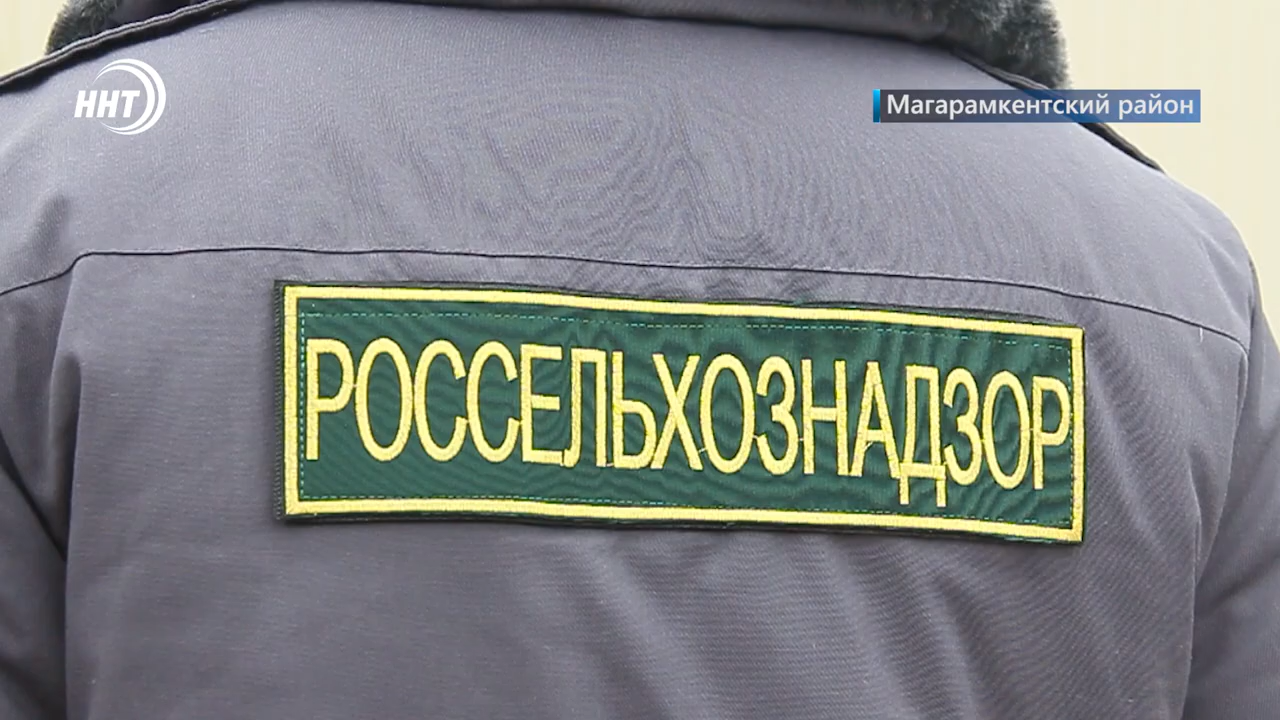 ННТ
Магарамкентский район
РОССЕЛЬХОЗНАДЗОР